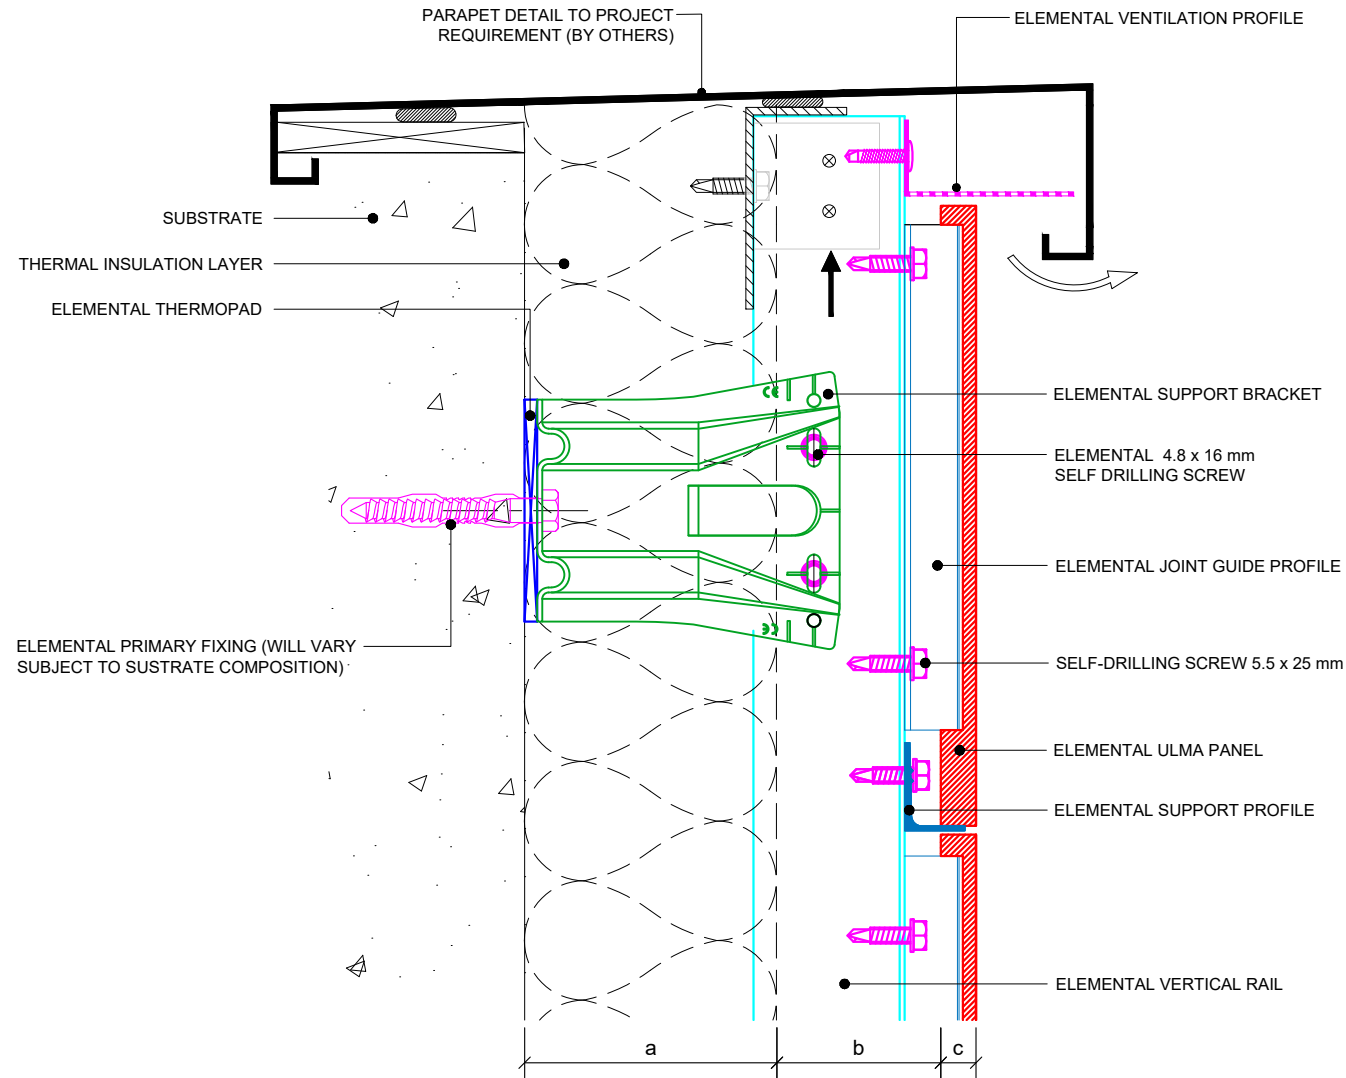 PARAPET DETAIL TO PROJECT
REQUIREMENT (BY OTHERS)
ELEMENTAL VENTILATION PROFILE
SUBSTRATE
THERMAL INSULATION LAYER
ELEMENTAL THERMOPAD
ELEMENTAL SUPPORT BRACKET
ELEMENTAL 4.8 x 16 mm
SELF DRILLING SCREW
ELEMENTAL JOINT GUIDE PROFILE
ELEMENTAL PRIMARY FIXING (WILL VARY
SUBJECT TO SUSTRATE COMPOSITION)
SELF-DRILLING SCREW 5.5 x 25 mm
ELEMENTAL ULMA PANEL
ELEMENTAL SUPPORT PROFILE
ELEMENTAL VERTICAL RAIL
CE
CE
a
b
c